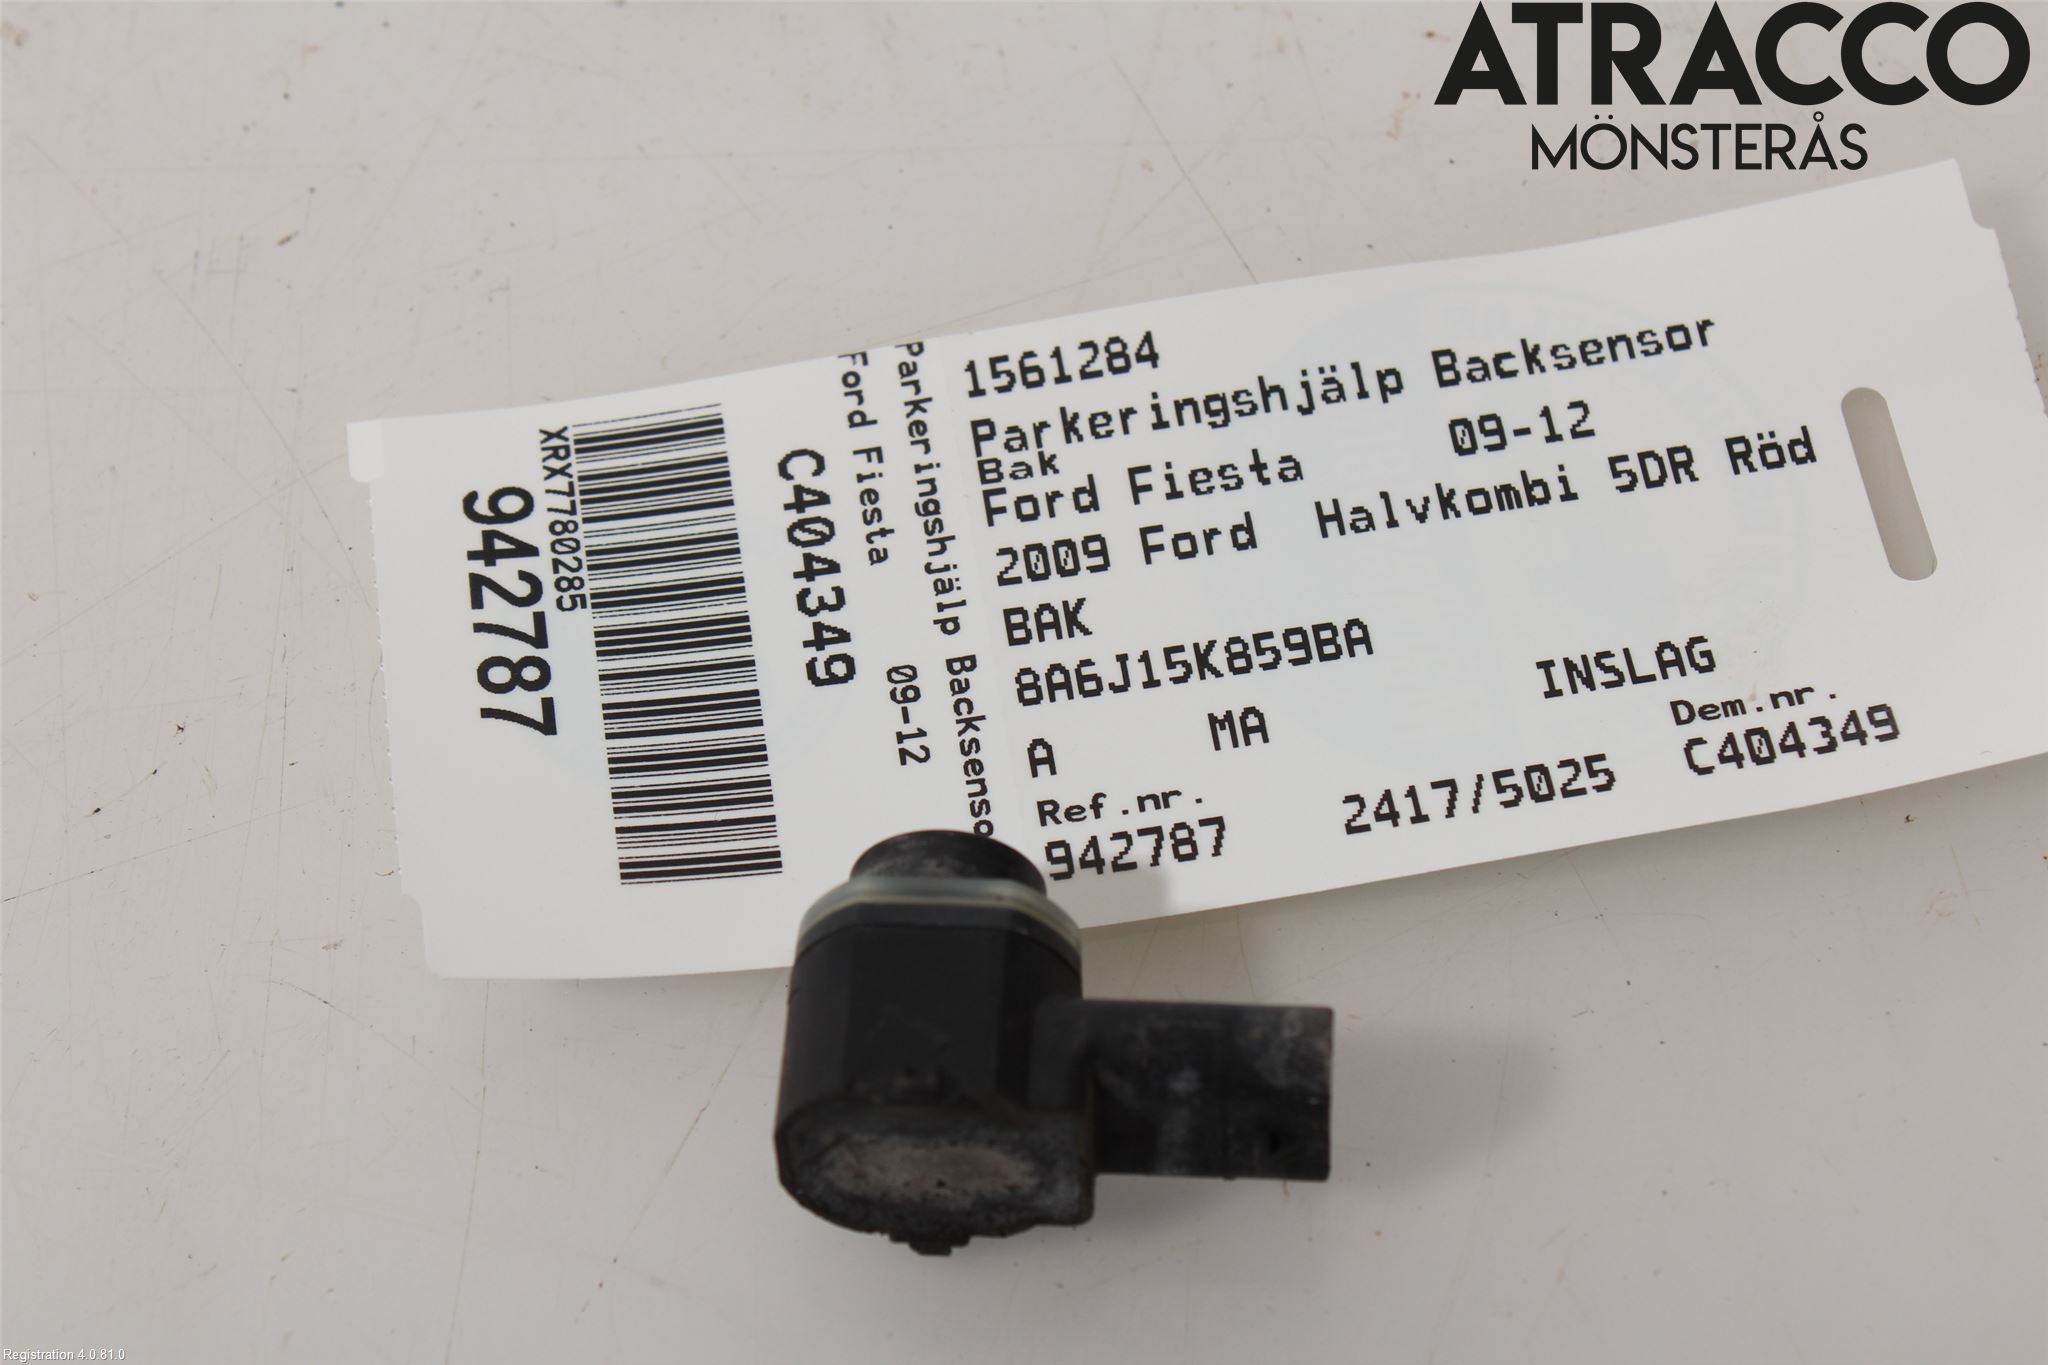 ATRACCO
MÖNSTERÅS
1561284
Parkeringshjälp Backsensor
Bak
Ford Fiesta 09-12
2009 Ford Halvkombi 5DR Röd
BAK
8A6J15K859BA
A MA INSLAG
Ref.nr. Dem.nr.
942787 2417/5025 C404349
Parkeringshjälp Backsenso
Ford Fiesta 09-12
C404349
XRX7780285
942787
Registration 4.0.81.0